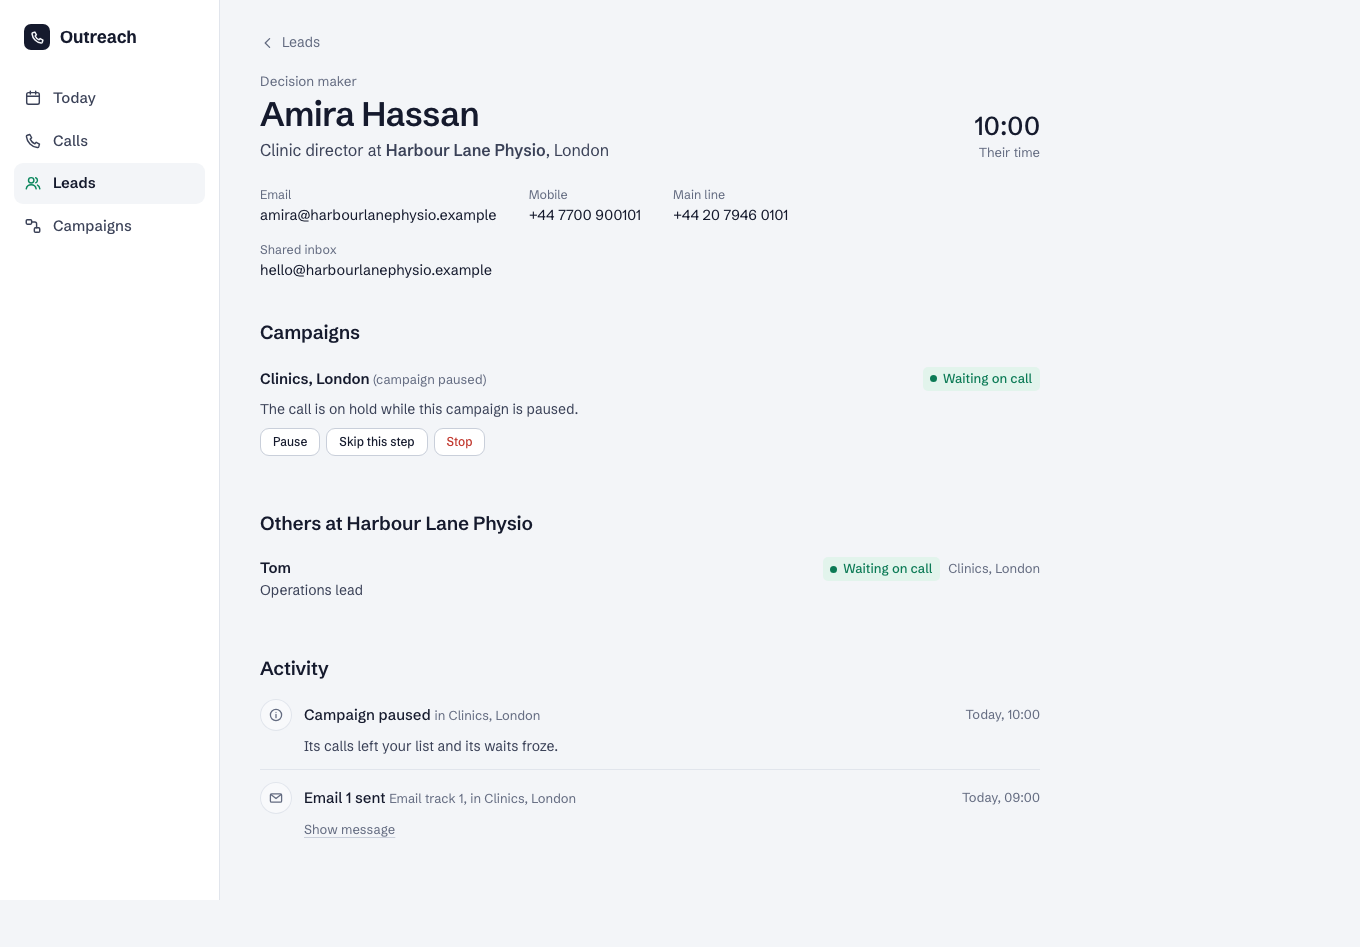 Outreach
Today
Calls
Leads
Campaigns
Leads
Decision maker
Amira Hassan
Clinic director at Harbour Lane Physio, London
10:00
Their time
Email
amira@harbourlanephysio.example
Mobile
+44 7700 900101
Main line
+44 20 7946 0101
Shared inbox
hello@harbourlanephysio.example
Campaigns
Clinics, London (campaign paused)
Waiting on call
The call is on hold while this campaign is paused.
Pause
Skip this step
Stop
Others at Harbour Lane Physio
Tom
Operations lead
Waiting on call
Clinics, London
Activity
Campaign paused in Clinics, London
Today, 10:00
Its calls left your list and its waits froze.
Email 1 sent Email track 1, in Clinics, London
Today, 09:00
Show message